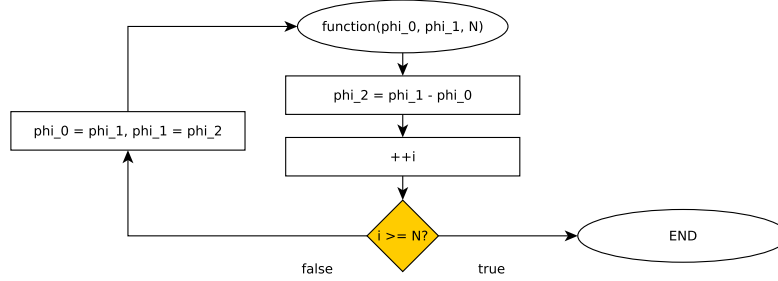 function(phi_0, phi_1, N)
phi_2 = phi_1 - phi_0
phi_0 = phi_1, phi_1 = phi_2
++i
i >= N?
END
false
true